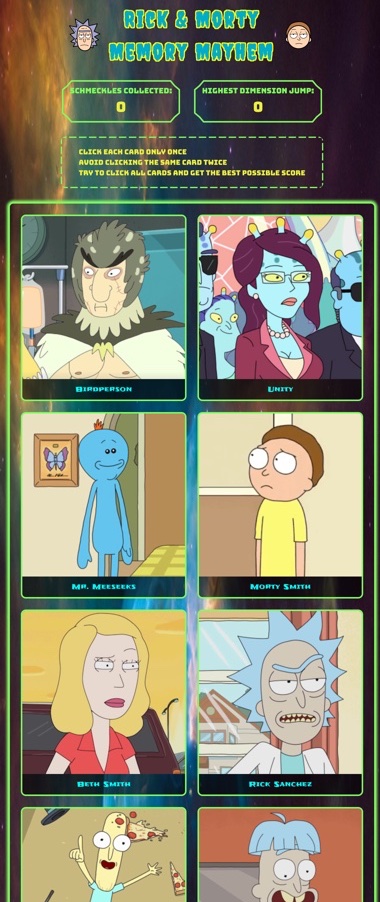 RICK & MORTY
MEMORY MAYHEM
SCHMECKLES COLLECTED:
0
HIGHEST DIMENSION JUMP:
0
CLICK EACH CARD ONLY ONCE
AVOID CLICKING THE SAME CARD TWICE
TRY TO CLICK ALL CARDS AND GET THE BEST POSSIBLE SCORE
BIRDPERSON
UNITY
MR. MEESEEKS
MORTY SMITH
BETH SMITH
RICK SANCHEZ